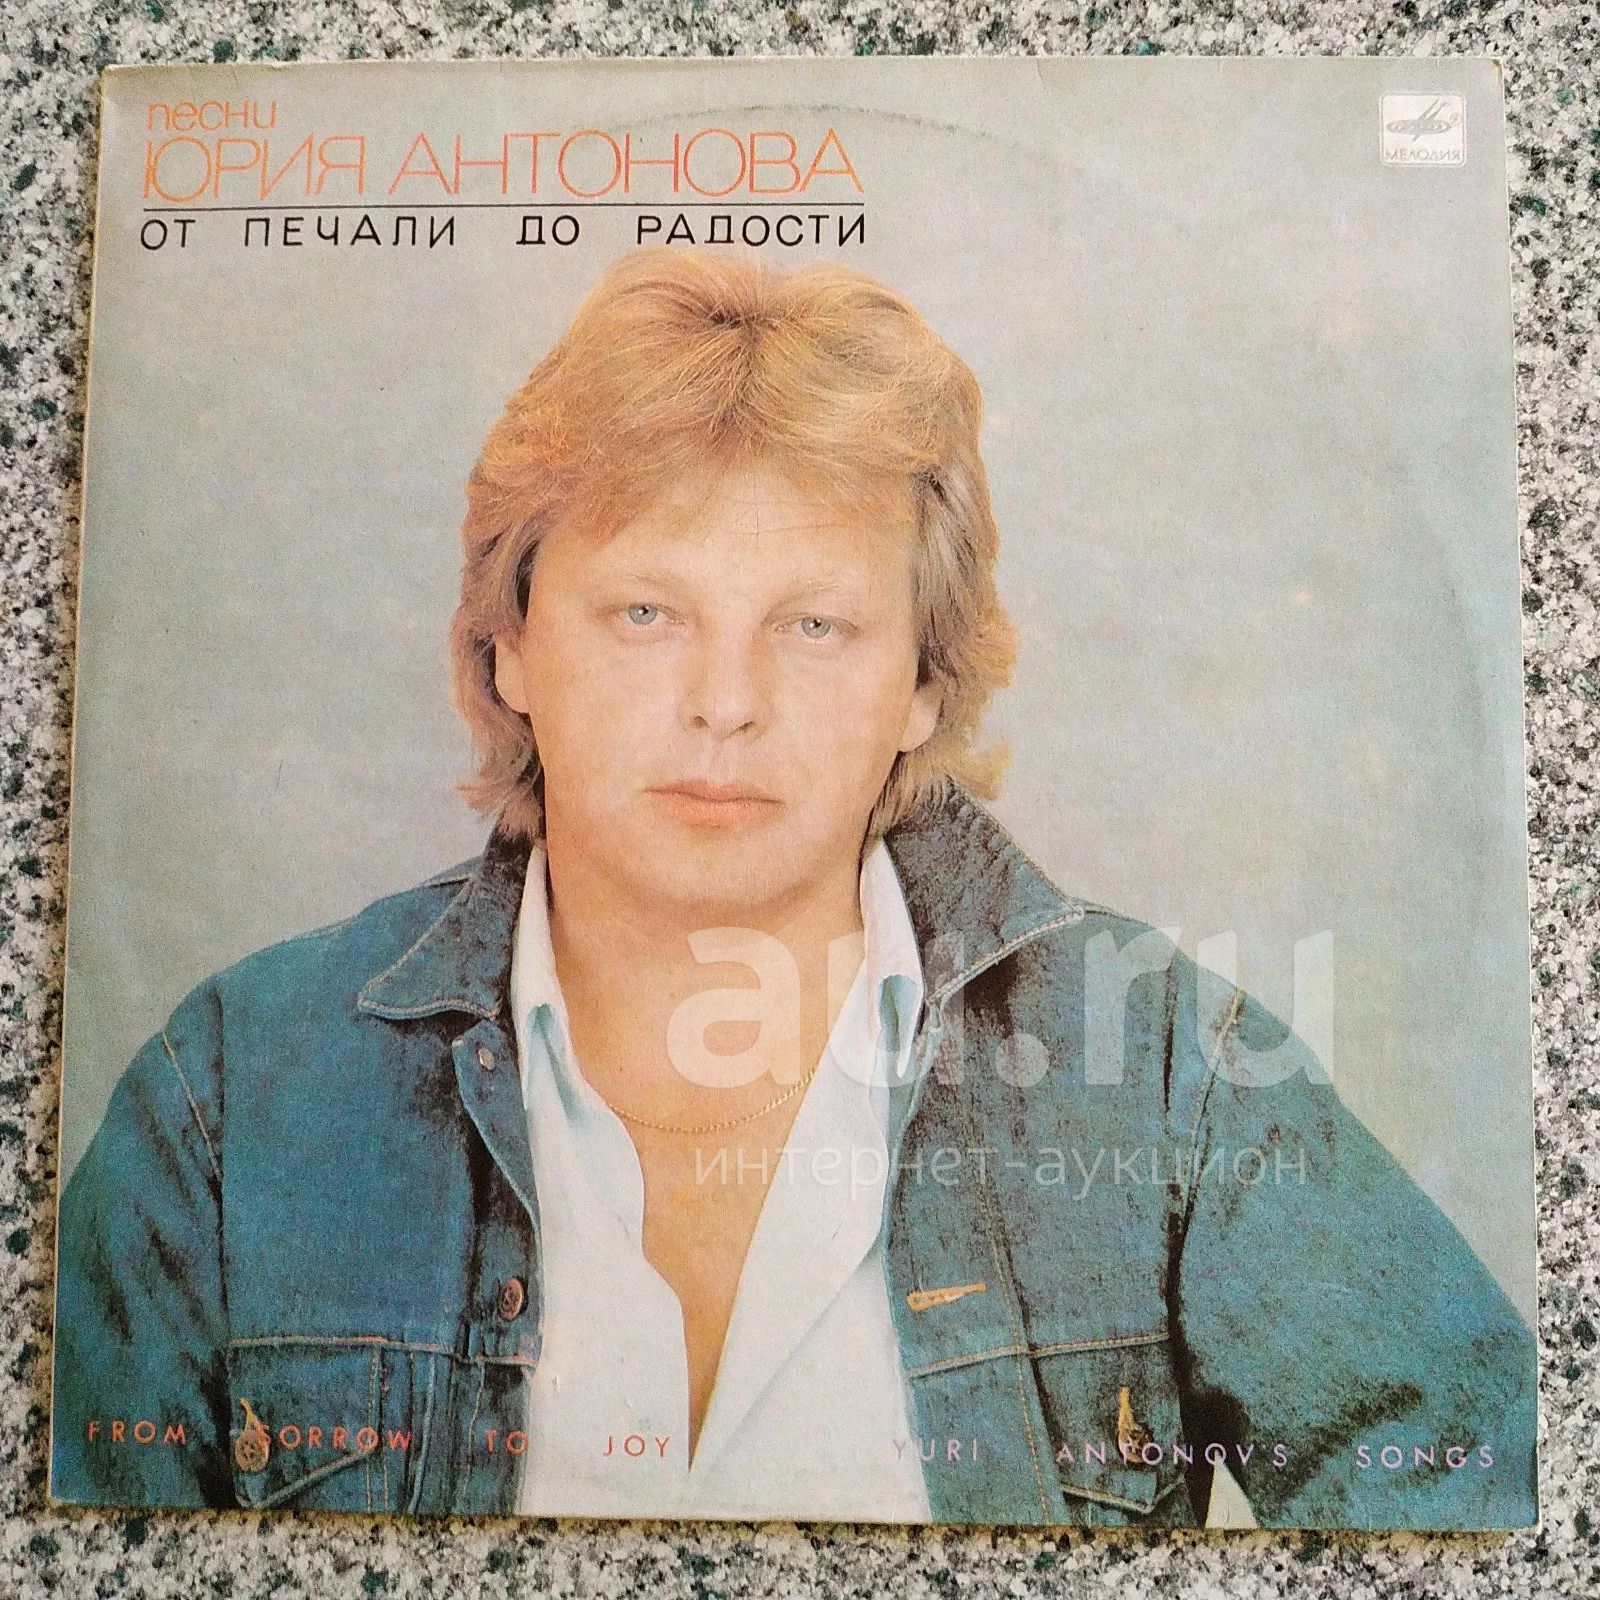 песни
ЮРИЯ АНТОНОВА
ОТ ПЕЧАЛИ ДО РАДОСТИ
МЕЛОДИЯ
au.ru
интернет-аукцион
FROM SORROW TO JOY YURI ANTONOV'S SONGS